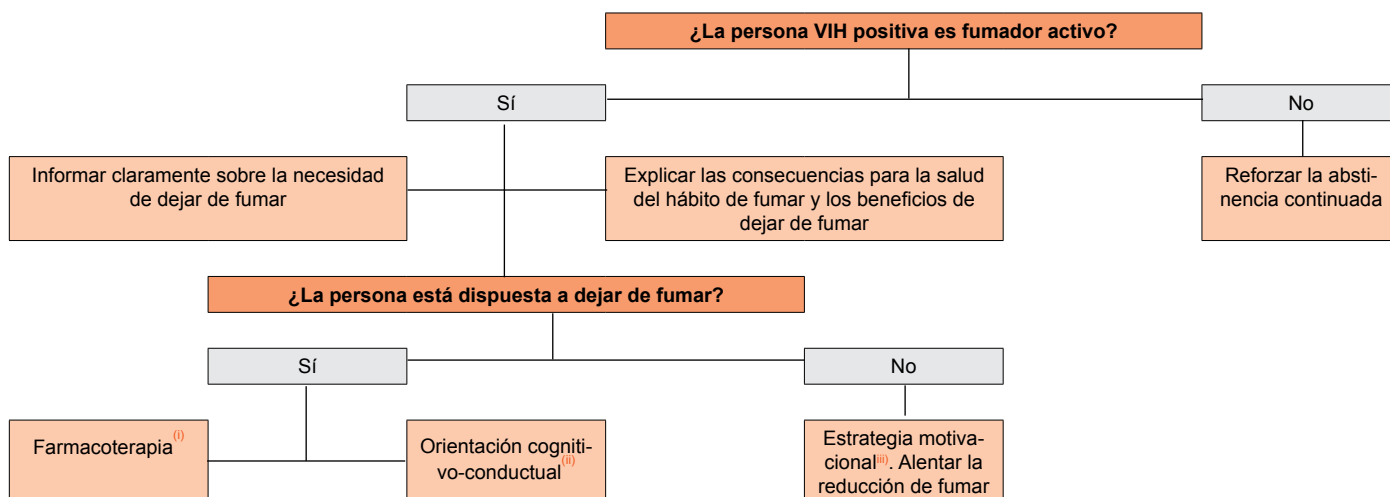 ¿La persona VIH positiva es fumador activo?
Sí
No
Informar claramente sobre la necesidad
de dejar de fumar
Explicar las consecuencias para la salud
del hábito de fumar y los beneficios de
dejar de fumar
Reforzar la absti-
nencia continuada
¿La persona está dispuesta a dejar de fumar?
Sí
No
Farmacoterapia(i)
Orientación cogniti-
vo-conductual(ii)
Estrategia motiva-
cionaliii). Alentar la
reducción de fumar